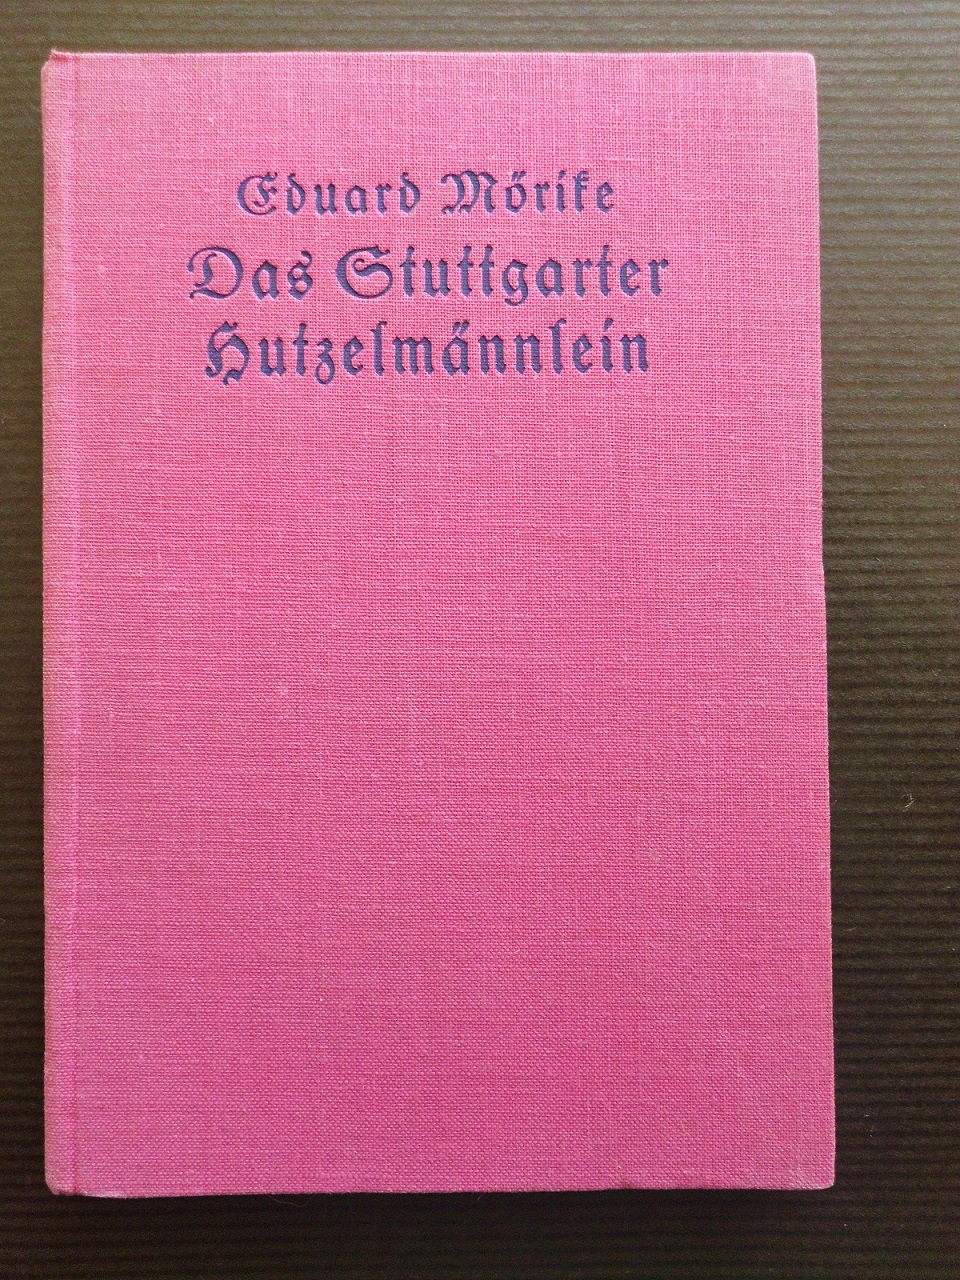 Eduard Mörike
Das Stuttgarter
Hutzelmännlein